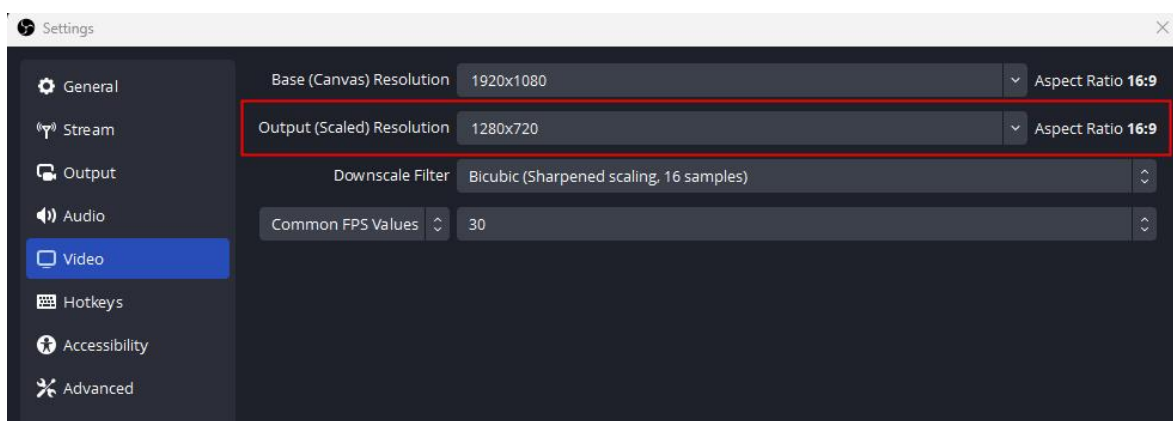 Settings
General
Stream
Output
Audio
Video
Hotkeys
Accessibility
Advanced
Base (Canvas) Resolution 1920x1080 Aspect Ratio 16:9
Output (Scaled) Resolution 1280x720 Aspect Ratio 16:9
Downscale Filter Bicubic (Sharpened scaling, 16 samples)
Common FPS Values 30